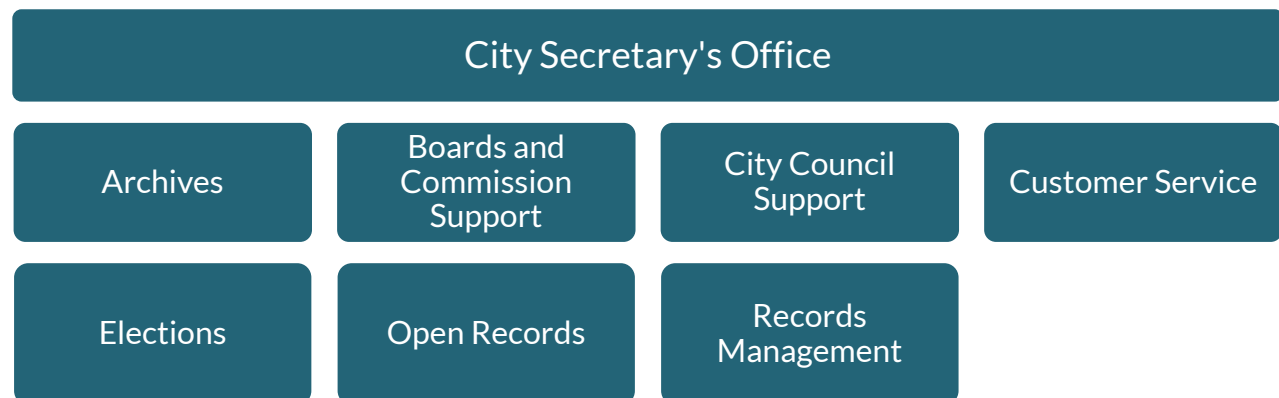 City Secretary's Office
Archives
Boards and
Commission
Support
City Council
Support
Customer Service
Elections
Open Records
Records
Management